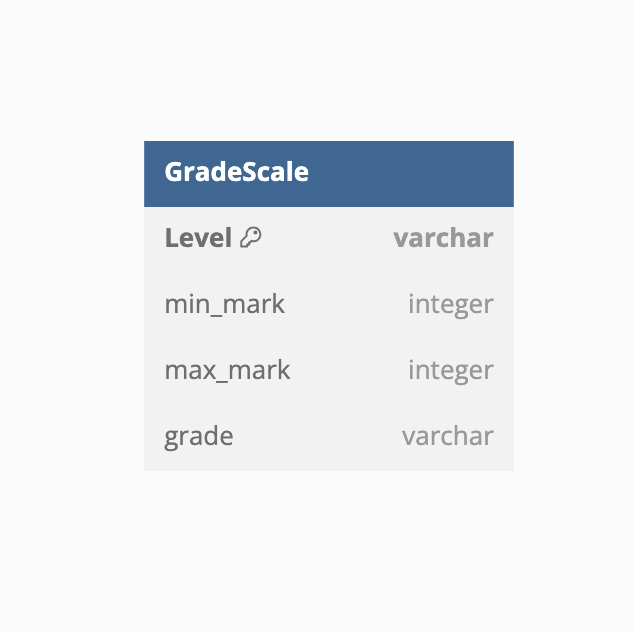 GradeScale
Level varchar
min_mark integer
max_mark integer
grade varchar